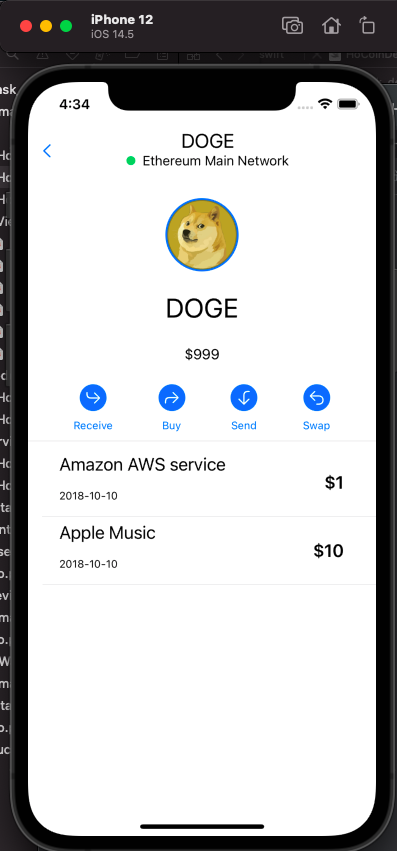 iPhone 12
iOS 14.5
4:34
DOGE
Ethereum Main Network
DOGE
$999
Receive
Buy
Send
Swap
Amazon AWS service
$1
2018-10-10
Apple Music
$10
2018-10-10